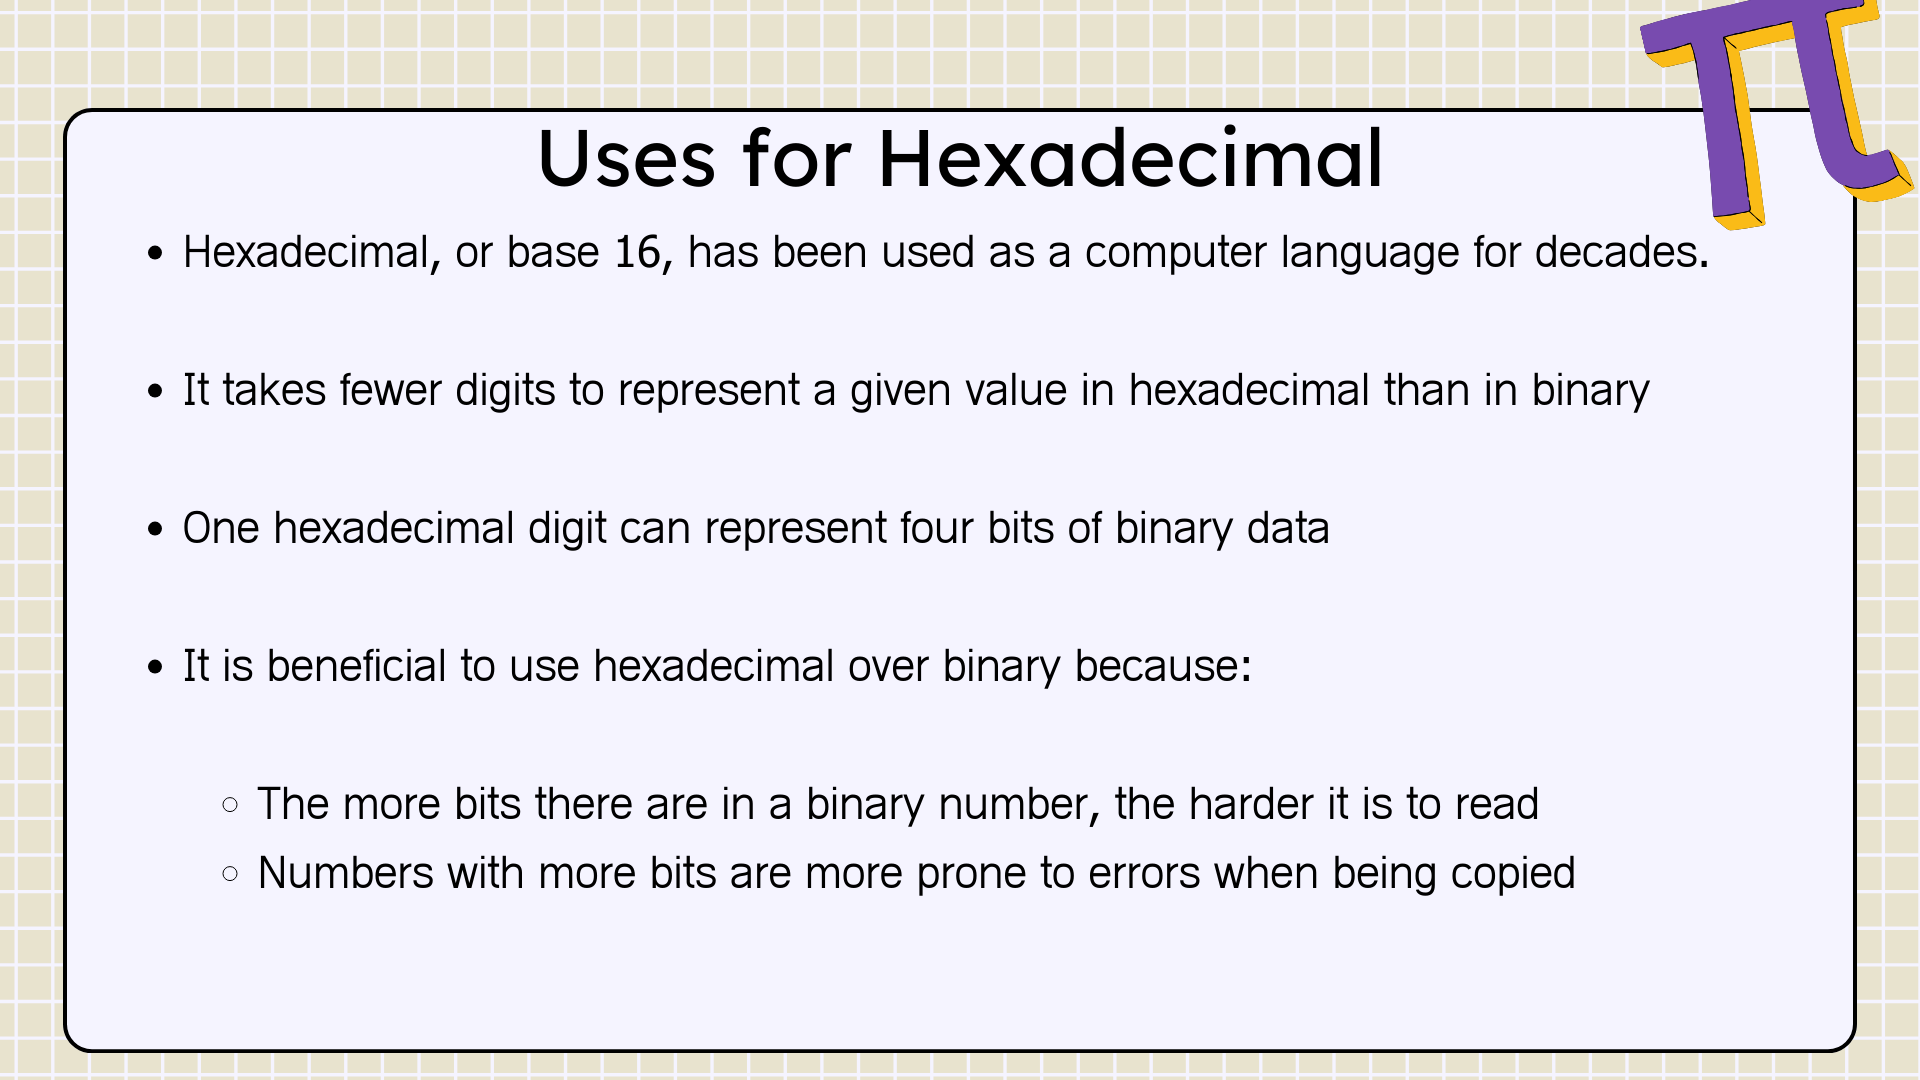 Uses for Hexadecimal
• Hexadecimal, or base 16, has been used as a computer language for decades.
• It takes fewer digits to represent a given value in hexadecimal than in binary
• One hexadecimal digit can represent four bits of binary data
• It is beneficial to use hexadecimal over binary because:
○ The more bits there are in a binary number, the harder it is to read
○ Numbers with more bits are more prone to errors when being copied